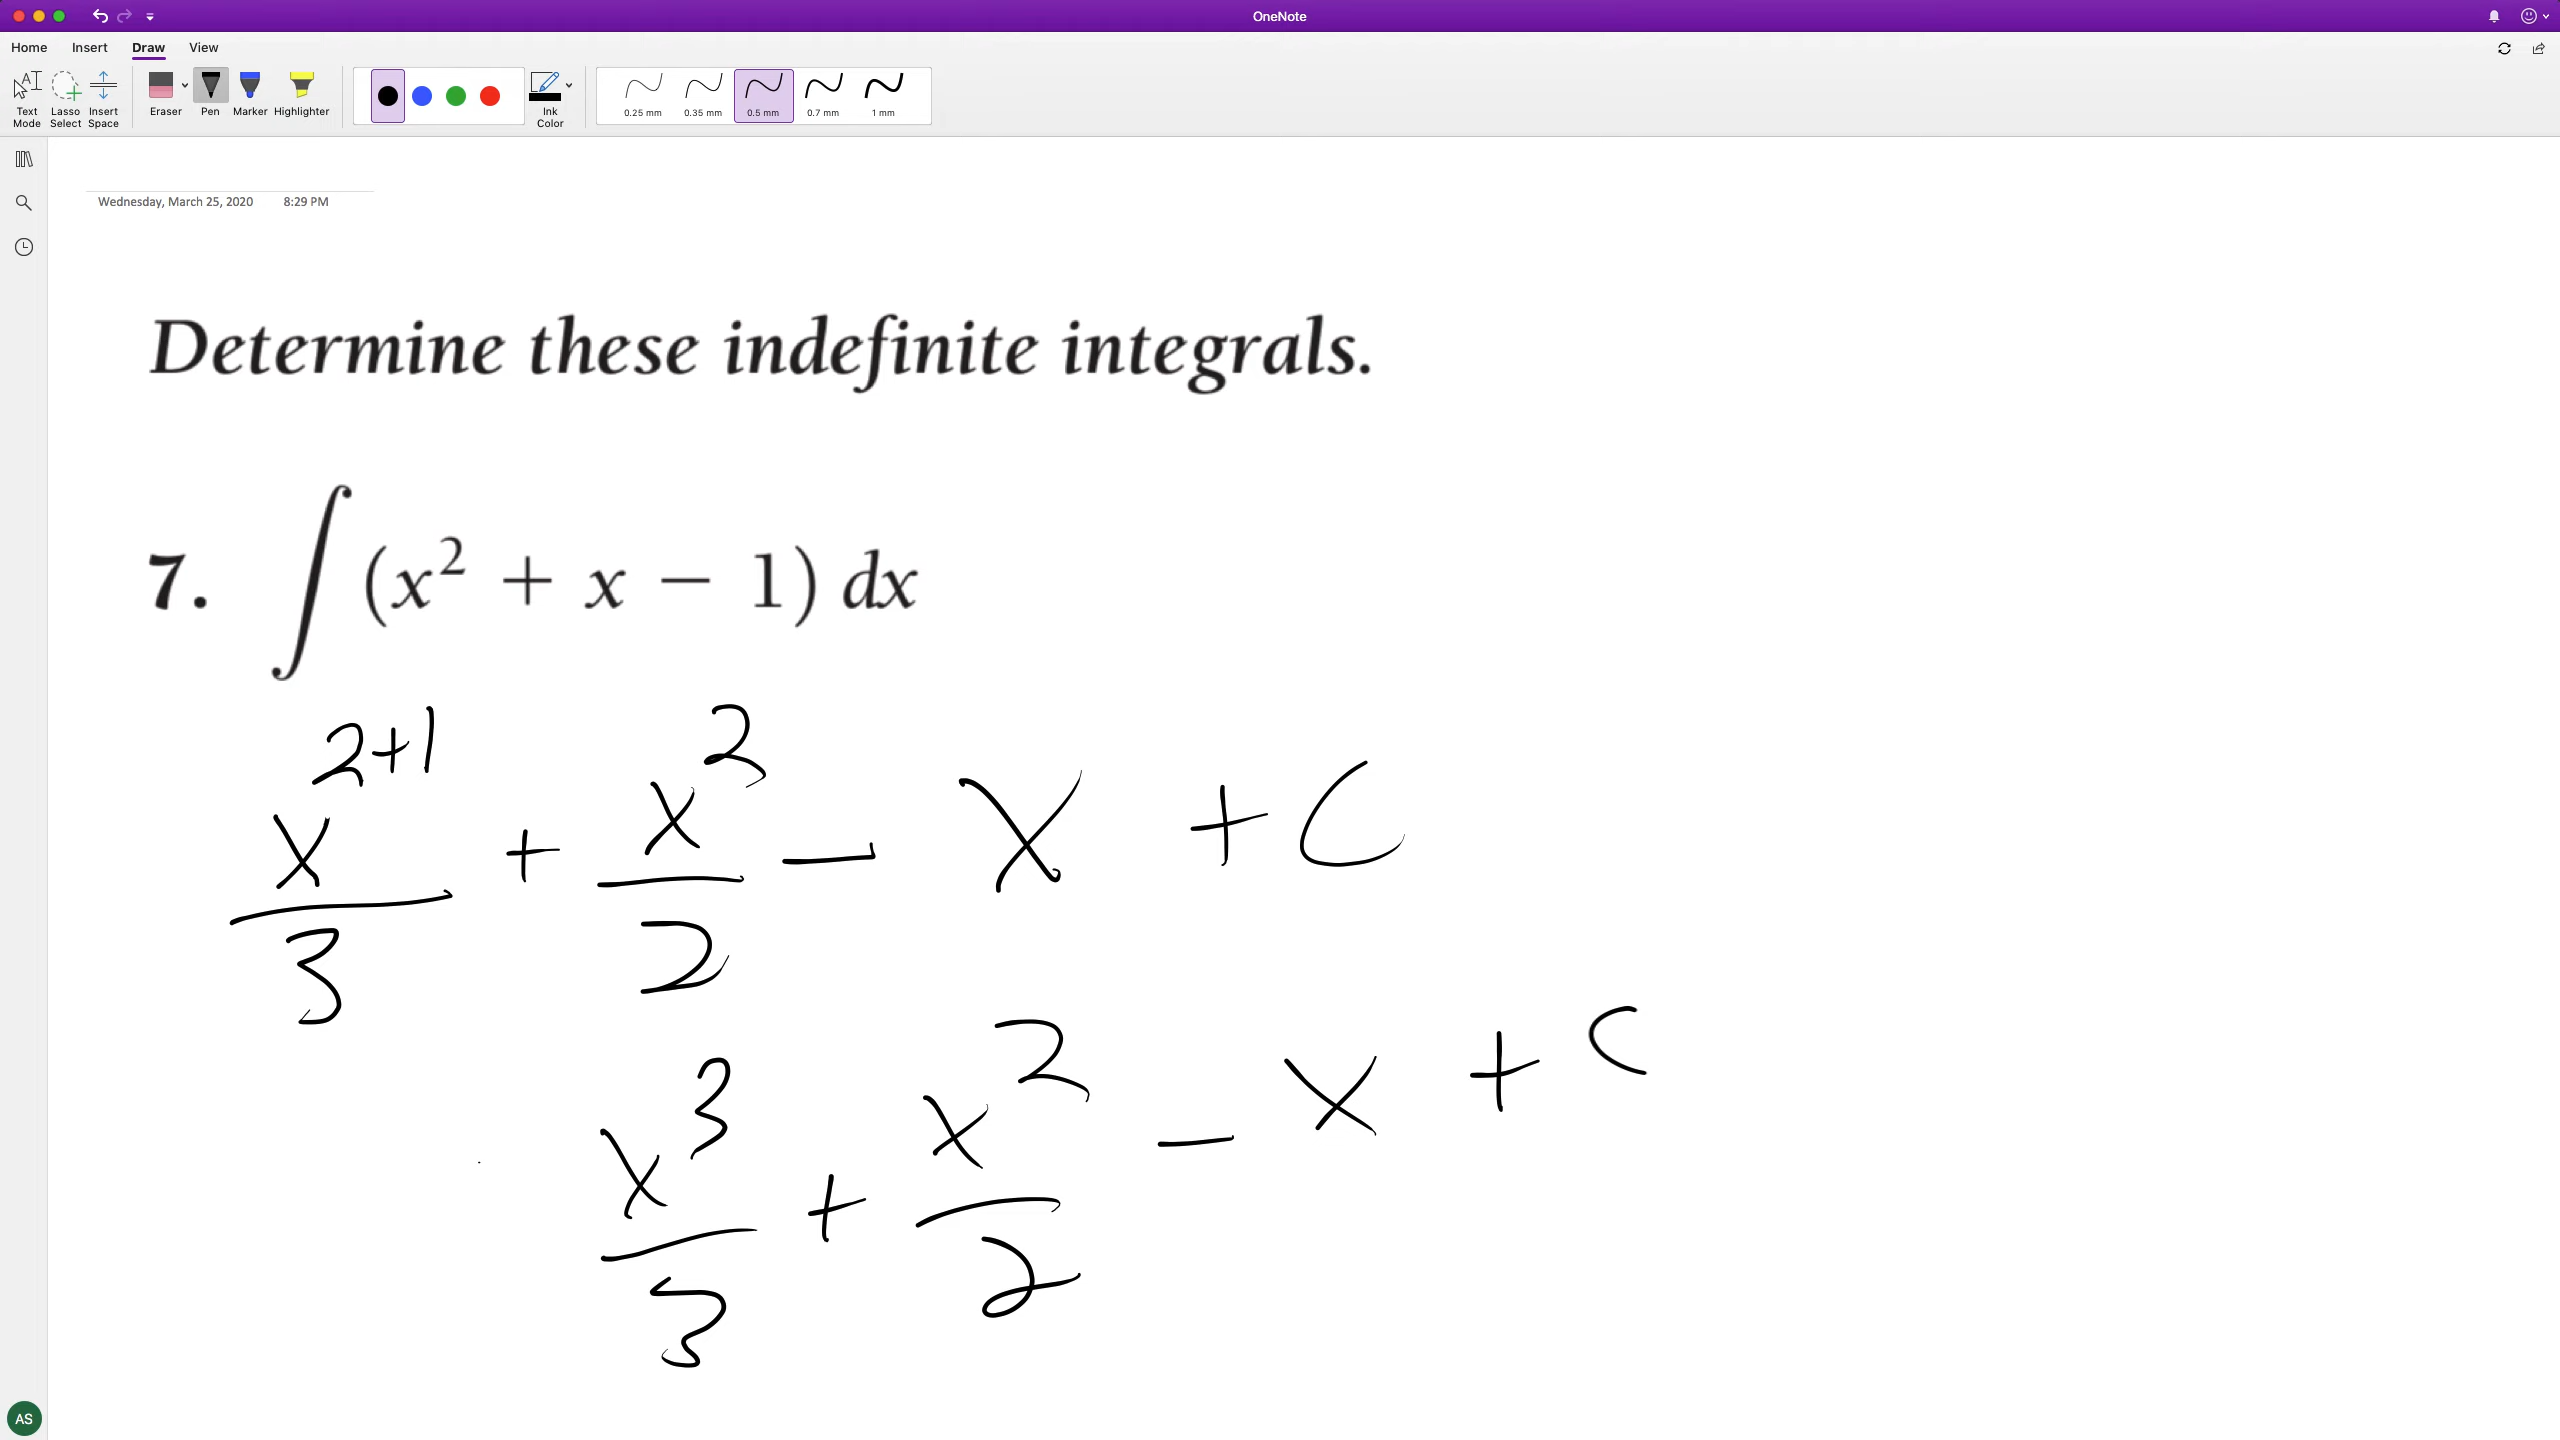 OneNote
Home Insert Draw View
Text Mode Lasso Select Insert Space Eraser Pen Marker Highlighter Ink Color 0.25 mm 0.35 mm 0.5 mm 0.7 mm 1 mm
Wednesday, March 25, 2020 8:29 PM
Determine these indefinite integrals.
7. ∫(x² + x − 1) dx
x^(2+1)/3 + x²/2 − x + C
x³/3 + x²/2 − x + C
AS